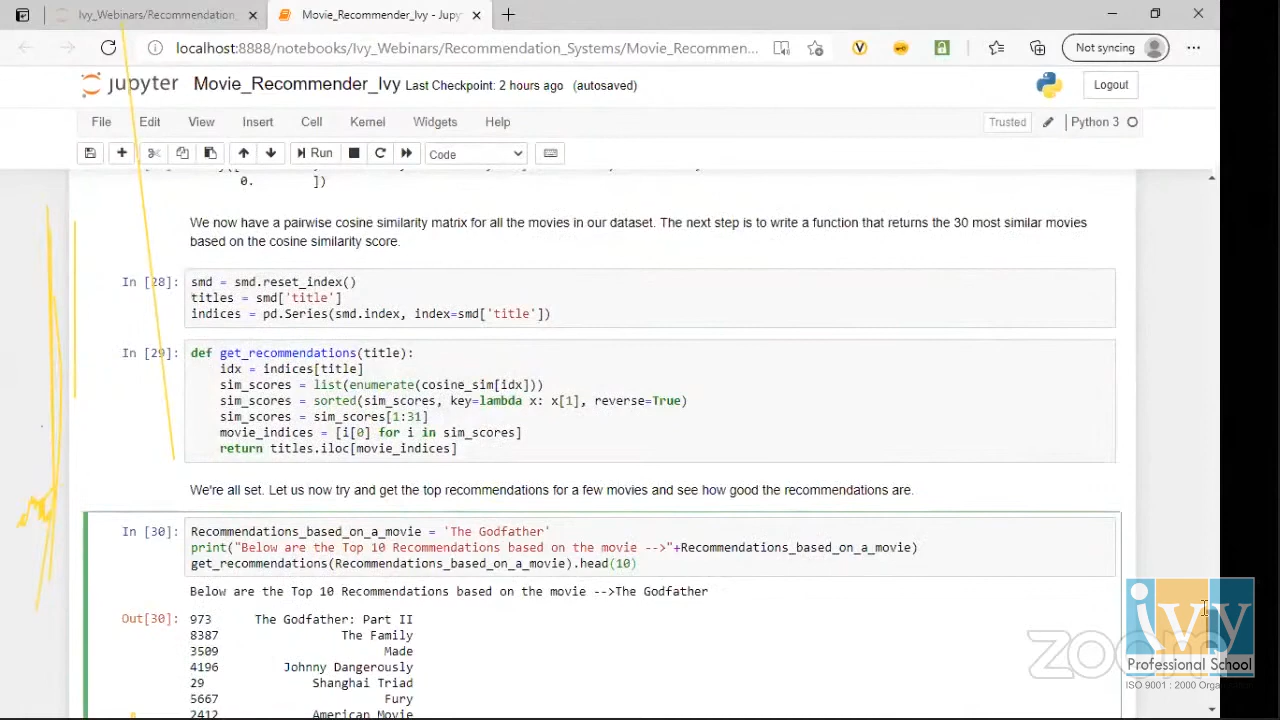 Ivy_Webinars/Recommendation_
Movie_Recommender_Ivy - Jupy
localhost:8888/notebooks/Ivy_Webinars/Recommendation_Systems/Movie_Recommen...
Not syncing
jupyter Movie_Recommender_Ivy Last Checkpoint: 2 hours ago (autosaved)
Logout
File Edit View Insert Cell Kernel Widgets Help
Trusted Python 3
Run Code
0. ])
We now have a pairwise cosine similarity matrix for all the movies in our dataset. The next step is to write a function that returns the 30 most similar movies
based on the cosine similarity score.
In [28]: smd = smd.reset_index()
titles = smd['title']
indices = pd.Series(smd.index, index=smd['title'])
In [29]: def get_recommendations(title):
idx = indices[title]
sim_scores = list(enumerate(cosine_sim[idx]))
sim_scores = sorted(sim_scores, key=lambda x: x[1], reverse=True)
sim_scores = sim_scores[1:31]
movie_indices = [i[0] for i in sim_scores]
return titles.iloc[movie_indices]
We're all set. Let us now try and get the top recommendations for a few movies and see how good the recommendations are.
In [30]: Recommendations_based_on_a_movie = 'The Godfather'
print("Below are the Top 10 Recommendations based on the movie -->"+Recommendations_based_on_a_movie)
get_recommendations(Recommendations_based_on_a_movie).head(10)
Below are the Top 10 Recommendations based on the movie -->The Godfather
Out[30]: 973 The Godfather: Part II
8387 The Family
3509 Made
4196 Johnny Dangerously
29 Shanghai Triad
5667 Fury
2412 American Movie
zoom
ivy
Professional School
ISO 9001 : 2000